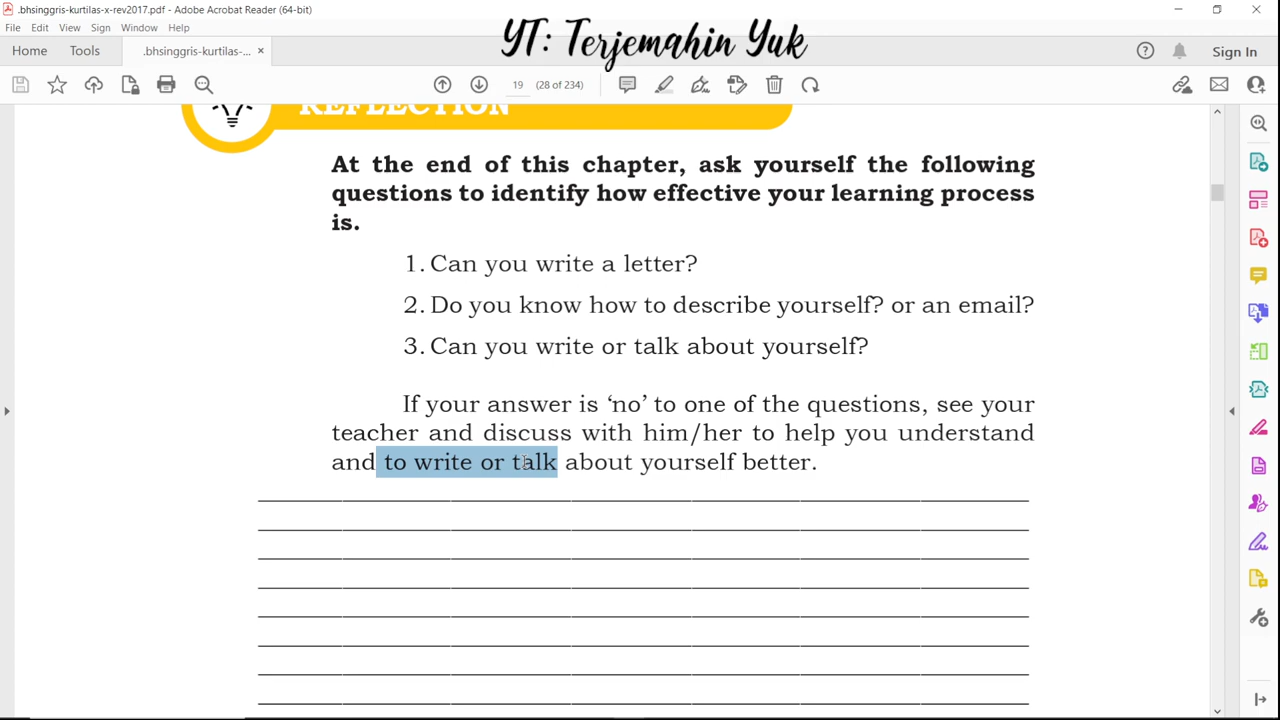 .bhsinggris-kurtilas-x-rev2017.pdf - Adobe Acrobat Reader (64-bit)
File Edit View Sign Window Help
YT: Terjemahin Yuk
Home Tools .bhsinggris-kurtilas-... × Sign In
19 (28 of 234)
REFLECTION
At the end of this chapter, ask yourself the following
questions to identify how effective your learning process
is.
1. Can you write a letter?
2. Do you know how to describe yourself? or an email?
3. Can you write or talk about yourself?
If your answer is ‘no’ to one of the questions, see your
teacher and discuss with him/her to help you understand
and to write or talk about yourself better.